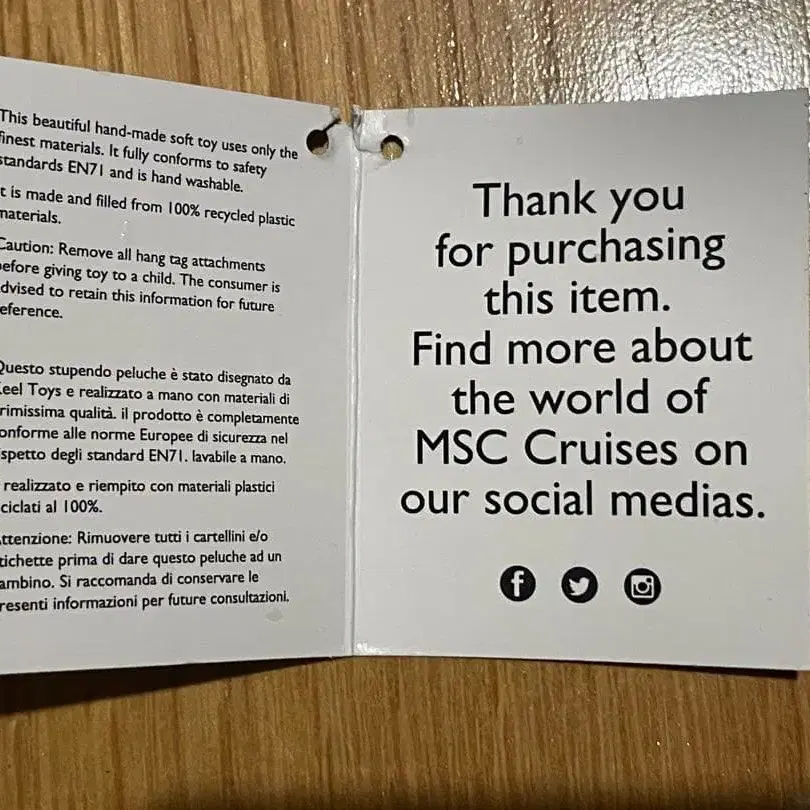 This beautiful hand-made soft toy uses only the
finest materials. It fully conforms to safety
standards EN71 and is hand washable.
t is made and filled from 100% recycled plastic
materials.
Caution: Remove all hang tag attachments
efore giving toy to a child. The consumer is
dvised to retain this information for future
eference.
Questo stupendo peluche è stato disegnato da
Keel Toys e realizzato a mano con materiali di
rimissima qualità. il prodotto è completamente
onforme alle norme Europee di sicurezza nel
ispetto degli standard EN71. lavabile a mano.
realizzato e riempito con materiali plastici
ciclati al 100%.
ttenzione: Rimuovere tutti i cartellini e/o
tichette prima di dare questo peluche ad un
ambino. Si raccomanda di conservare le
resenti informazioni per future consultazioni.
Thank you
for purchasing
this item.
Find more about
the world of
MSC Cruises on
our social medias.